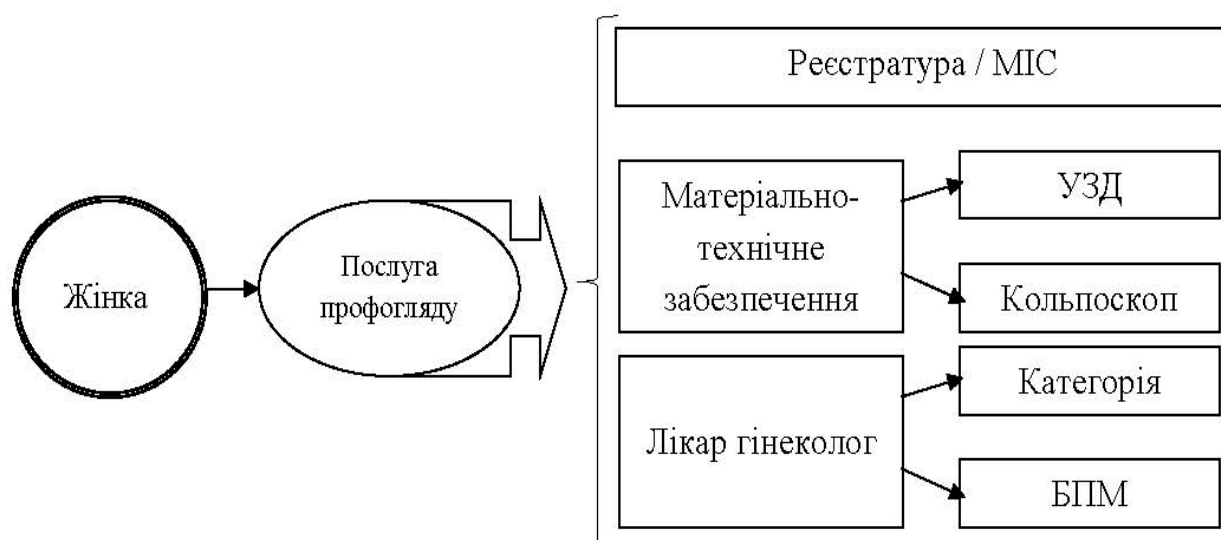 Жінка
Послуга
профогляду
Реєстратура / МІС
Матеріально-
технічне
забезпечення
УЗД
Кольпоскоп
Лікар гінеколог
Категорія
БПМ